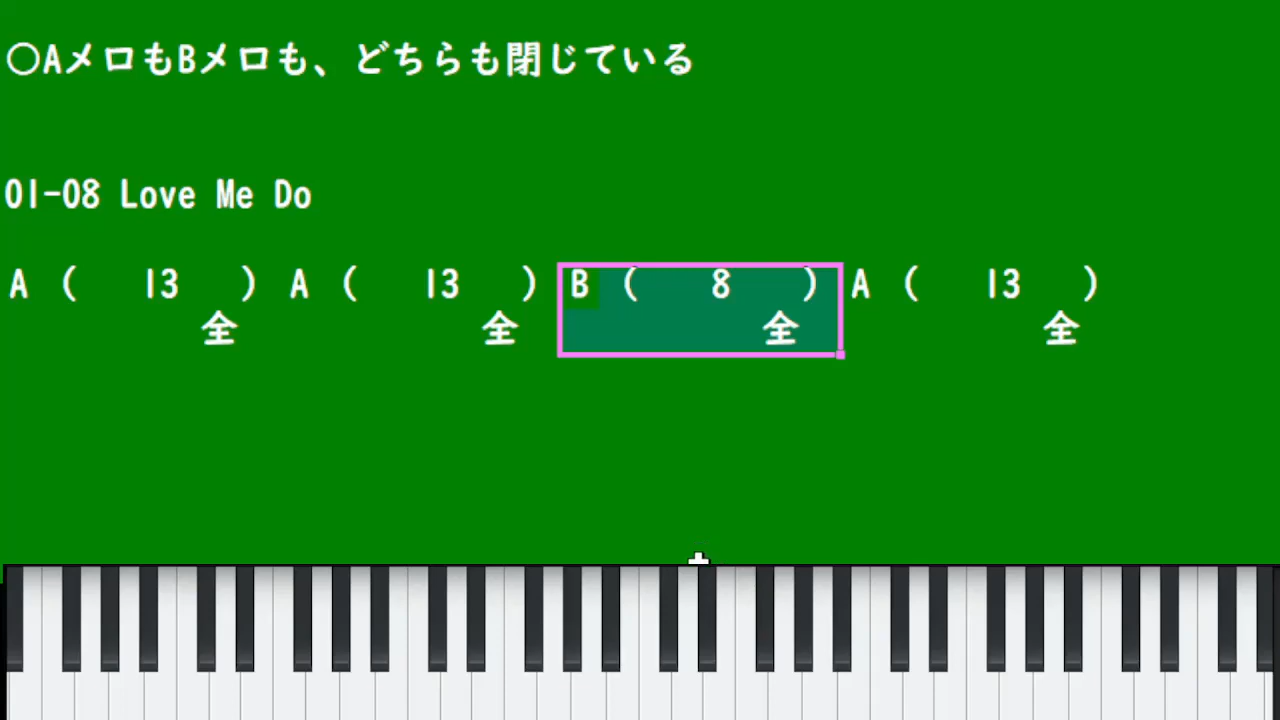 ○AメロもBメロも、どちらも閉じている
01-08 Love Me Do
A ( 13 ) A ( 13 ) B ( 8 ) A ( 13 )
全 全 全 全